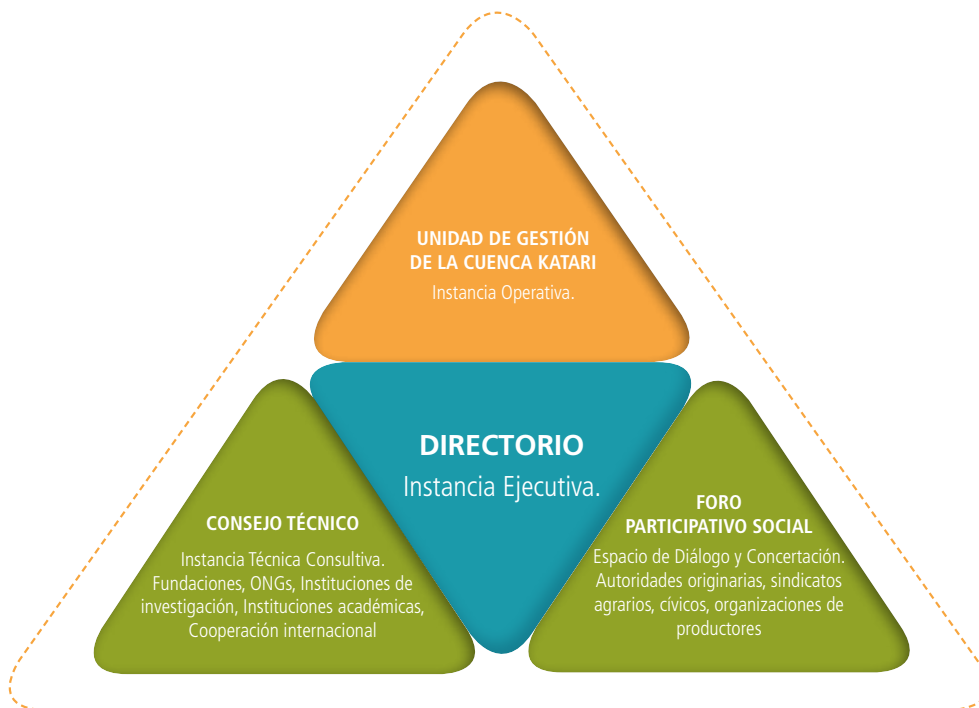 UNIDAD DE GESTIÓN
DE LA CUENCA KATARI
Instancia Operativa.
DIRECTORIO
Instancia Ejecutiva.
CONSEJO TÉCNICO
Instancia Técnica Consultiva.
Fundaciones, ONGs, Instituciones de
investigación, Instituciones académicas,
Cooperación internacional
FORO
PARTICIPATIVO SOCIAL
Espacio de Diálogo y Concertación.
Autoridades originarias, sindicatos
agrarios, cívicos, organizaciones de
productores